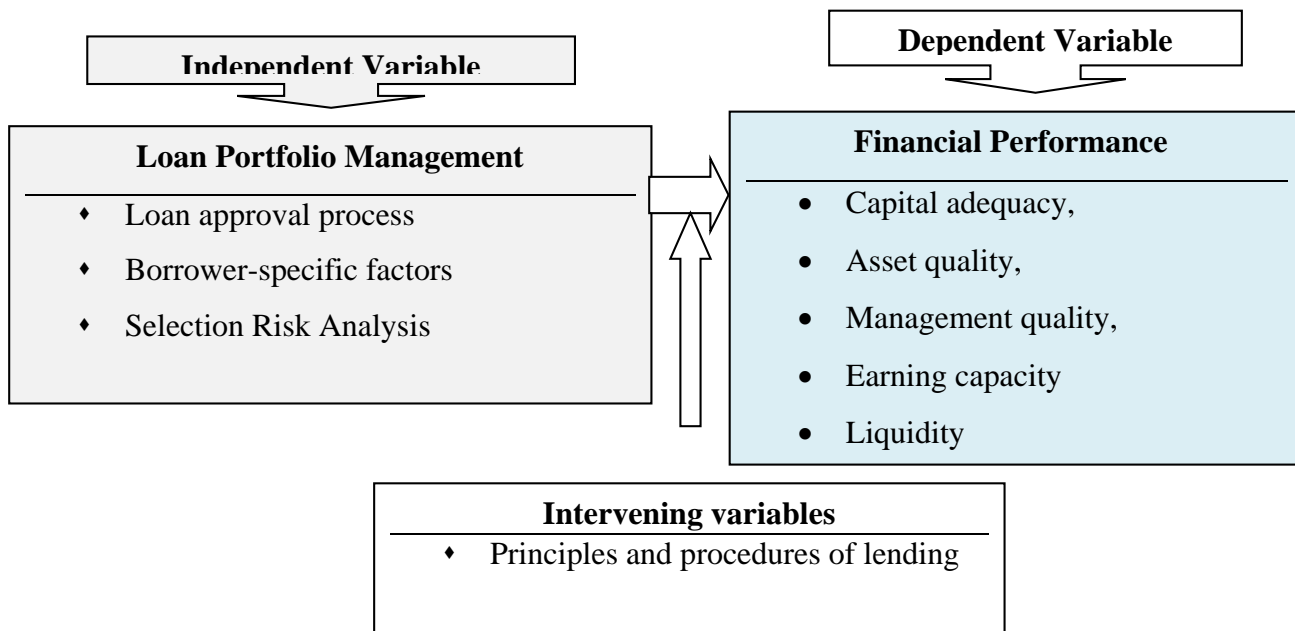 Independent Variable
Dependent Variable
Loan Portfolio Management
♦ Loan approval process
♦ Borrower-specific factors
♦ Selection Risk Analysis
Financial Performance
• Capital adequacy,
• Asset quality,
• Management quality,
• Earning capacity
• Liquidity
Intervening variables
♦ Principles and procedures of lending